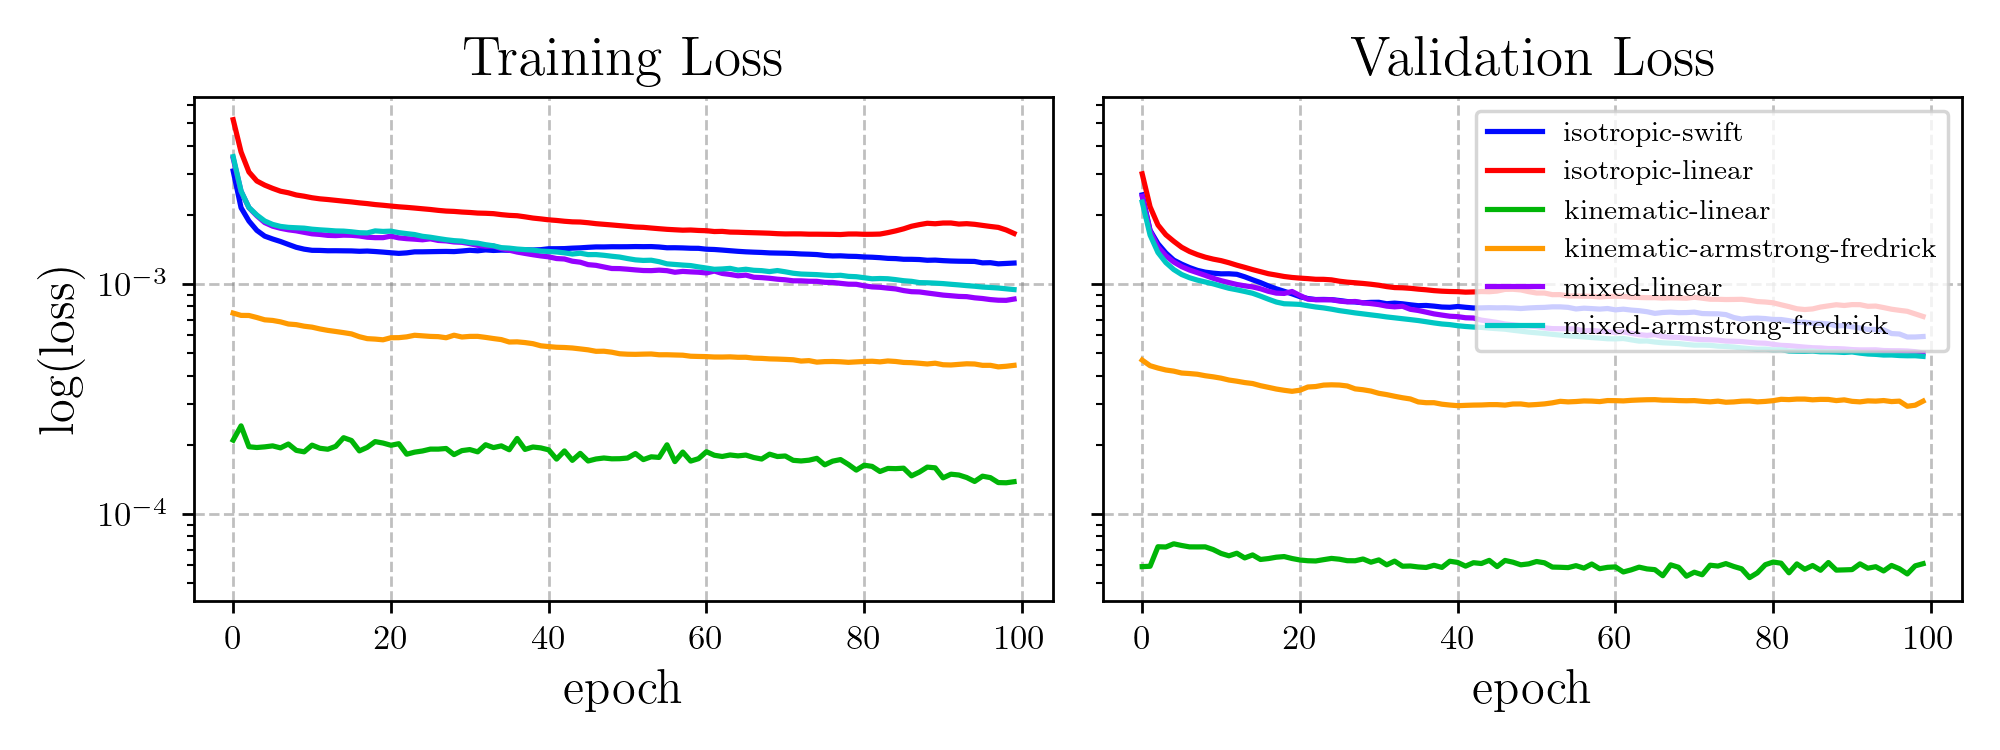 Training Loss
Validation Loss
log(loss)
10⁻³
10⁻⁴
0 20 40 60 80 100
epoch
isotropic-swift
isotropic-linear
kinematic-linear
kinematic-armstrong-fredrick
mixed-linear
mixed-armstrong-fredrick
0 20 40 60 80 100
epoch